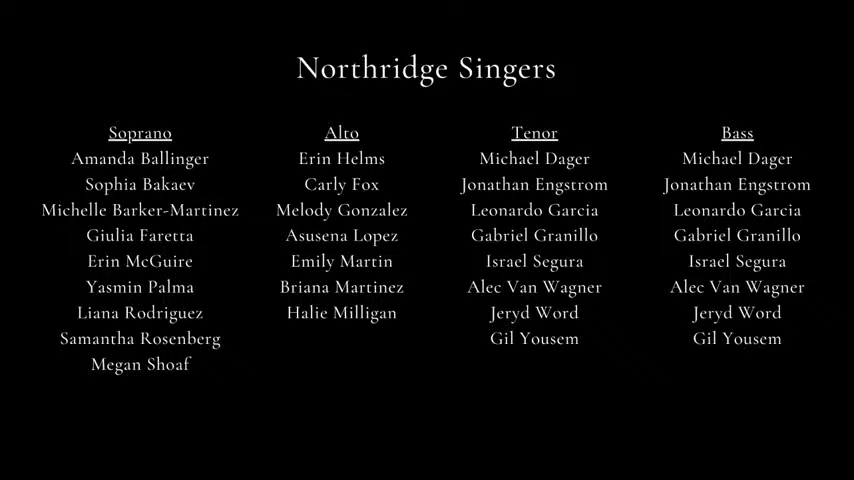 Northridge Singers
Soprano
Amanda Ballinger
Sophia Bakaev
Michelle Barker-Martinez
Giulia Faretta
Erin McGuire
Yasmin Palma
Liana Rodriguez
Samantha Rosenberg
Megan Shoaf
Alto
Erin Helms
Carly Fox
Melody Gonzalez
Asusena Lopez
Emily Martin
Briana Martinez
Halie Milligan
Tenor
Michael Dager
Jonathan Engstrom
Leonardo Garcia
Gabriel Granillo
Israel Segura
Alec Van Wagner
Jeryd Word
Gil Yousem
Bass
Michael Dager
Jonathan Engstrom
Leonardo Garcia
Gabriel Granillo
Israel Segura
Alec Van Wagner
Jeryd Word
Gil Yousem